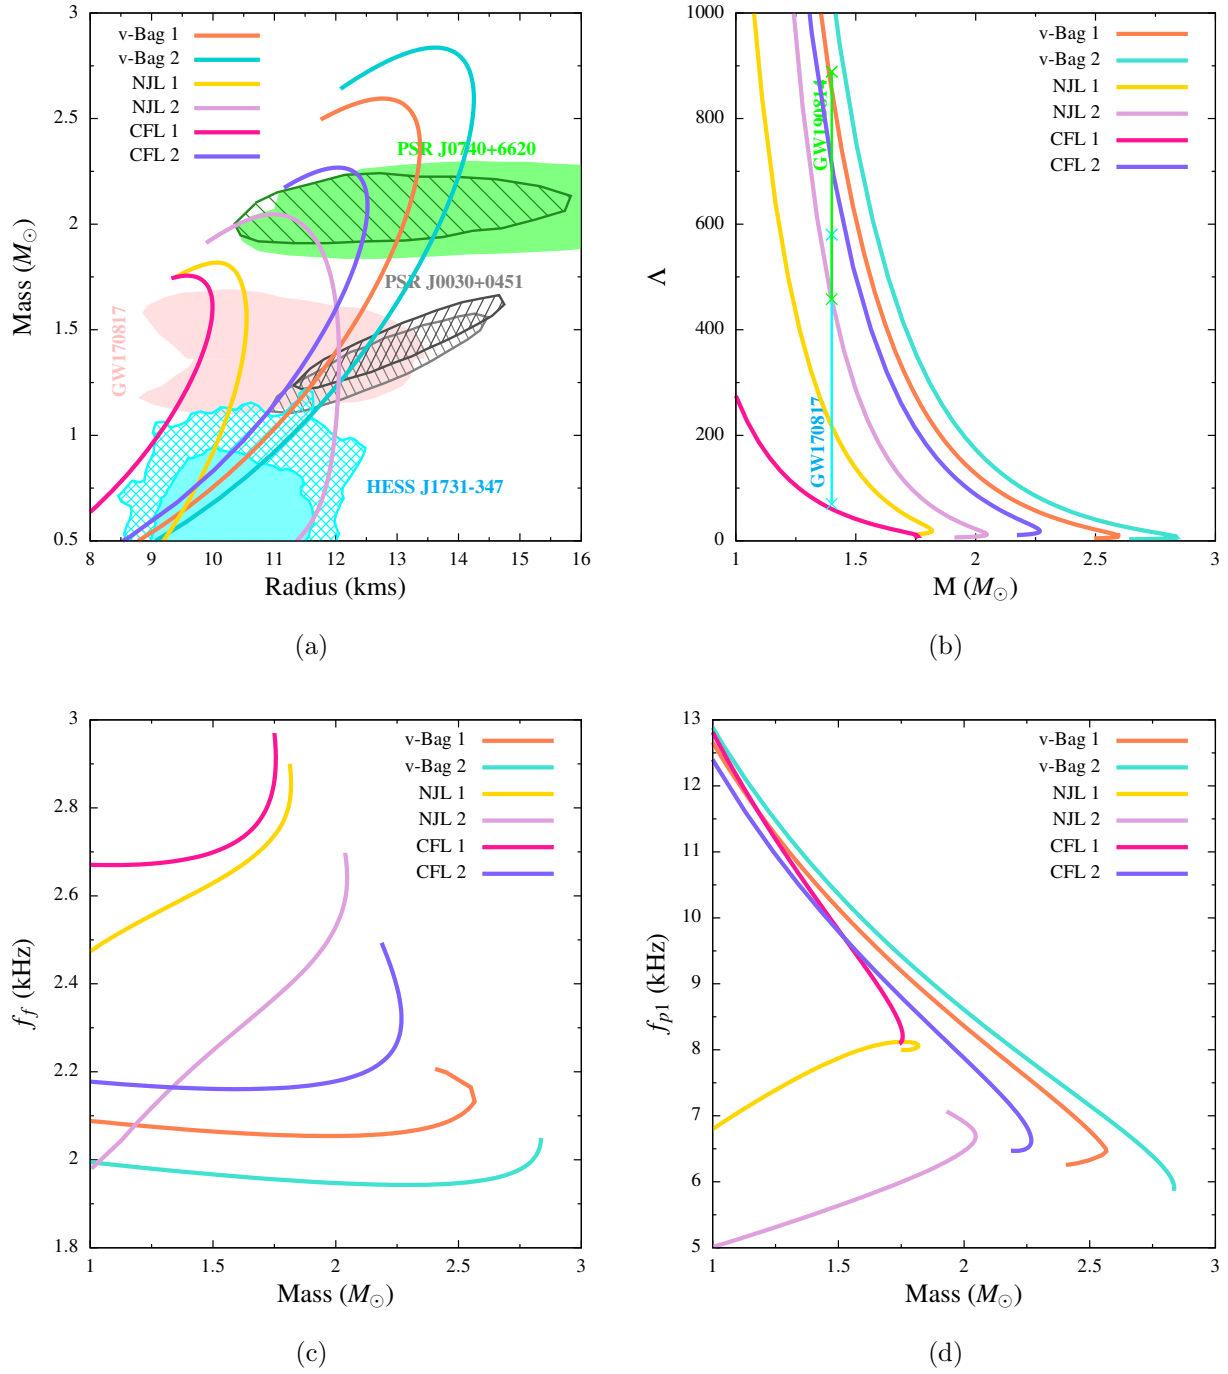 v-Bag 1
v-Bag 2
NJL 1
NJL 2
CFL 1
CFL 2
PSR J0740+6620
PSR J0030+0451
GW170817
HESS J1731-347
3
2.5
2
1.5
1
0.5
Mass (M☉)
8 9 10 11 12 13 14 15 16
Radius (kms)
(a)
v-Bag 1
v-Bag 2
NJL 1
NJL 2
CFL 1
CFL 2
GW190814
GW170817
1000
800
600
400
200
0
Λ
1 1.5 2 2.5 3
M (M☉)
(b)
v-Bag 1
v-Bag 2
NJL 1
NJL 2
CFL 1
CFL 2
3
2.8
2.6
2.4
2.2
2
1.8
f_f (kHz)
1 1.5 2 2.5 3
Mass (M☉)
(c)
v-Bag 1
v-Bag 2
NJL 1
NJL 2
CFL 1
CFL 2
13
12
11
10
9
8
7
6
5
f_p1 (kHz)
1 1.5 2 2.5 3
Mass (M☉)
(d)